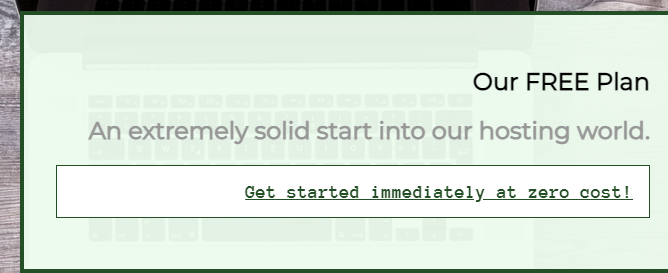 Our FREE Plan
An extremely solid start into our hosting world.
Get started immediately at zero cost!